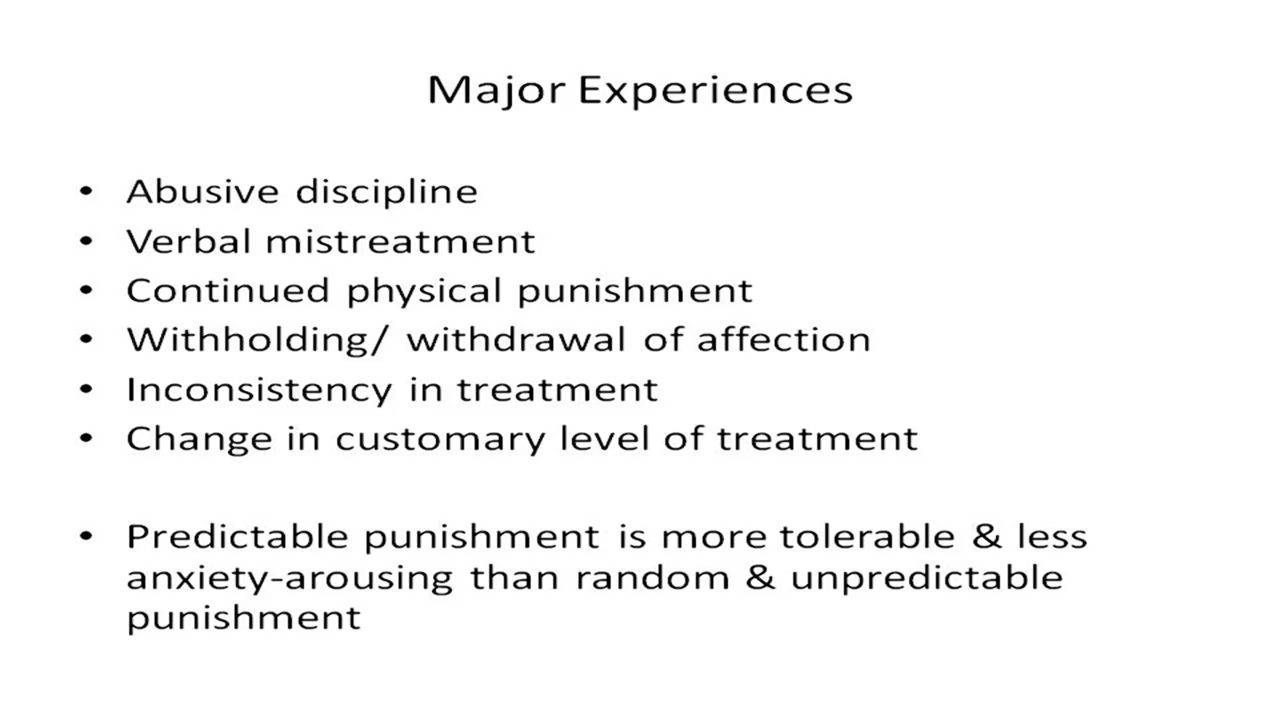 Major Experiences
• Abusive discipline
• Verbal mistreatment
• Continued physical punishment
• Withholding/ withdrawal of affection
• Inconsistency in treatment
• Change in customary level of treatment
• Predictable punishment is more tolerable & less
anxiety-arousing than random & unpredictable
punishment